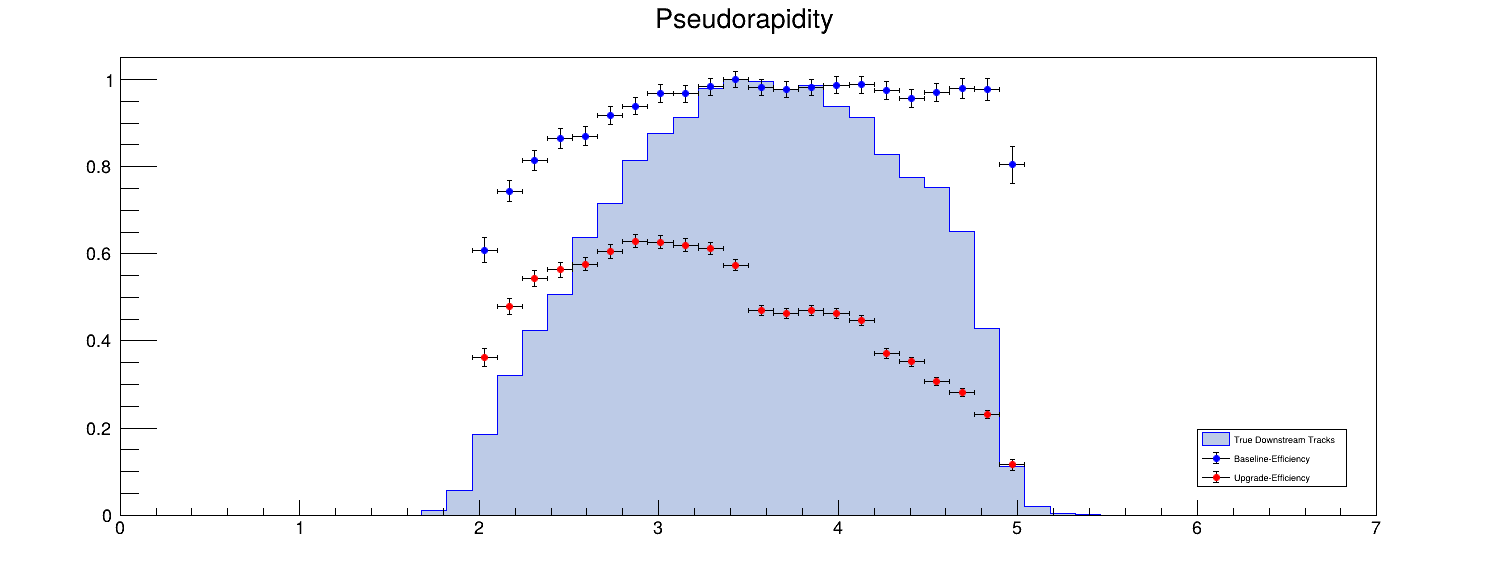 Pseudorapidity
1
0.8
0.6
0.4
0.2
0
True Downstream Tracks
Baseline-Efficiency
Upgrade-Efficiency
0 1 2 3 4 5 6 7